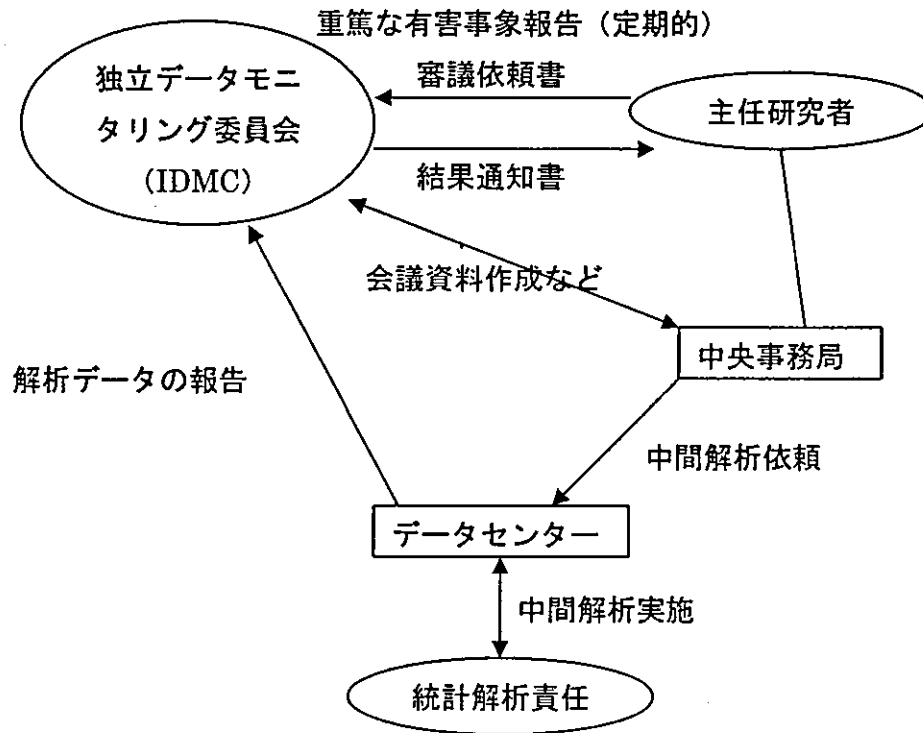 重篤な有害事象報告（定期的）
独立データモニ
タリング委員会
(IDMC)
審議依頼書
主任研究者
結果通知書
会議資料作成など
中央事務局
解析データの報告
中間解析依頼
データセンター
中間解析実施
統計解析責任